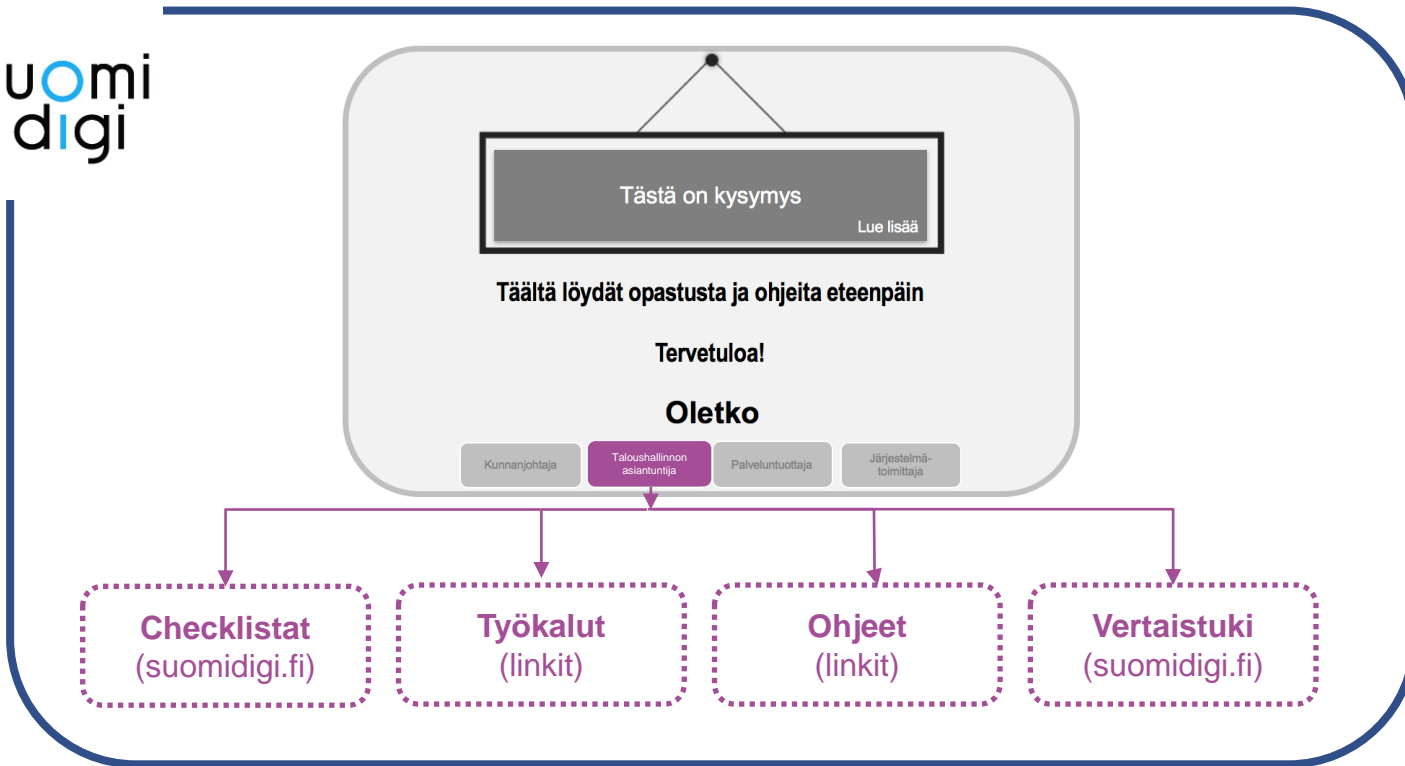 uomi
digi
Tästä on kysymys
Lue lisää
Täältä löydät opastusta ja ohjeita eteenpäin
Tervetuloa!
Oletko
Kunnanjohtaja
Taloushallinnon
asiantuntija
Palveluntuottaja
Järjestelmä-
toimittaja
Checklistat
(suomidigi.fi)
Työkalut
(linkit)
Ohjeet
(linkit)
Vertaistuki
(suomidigi.fi)